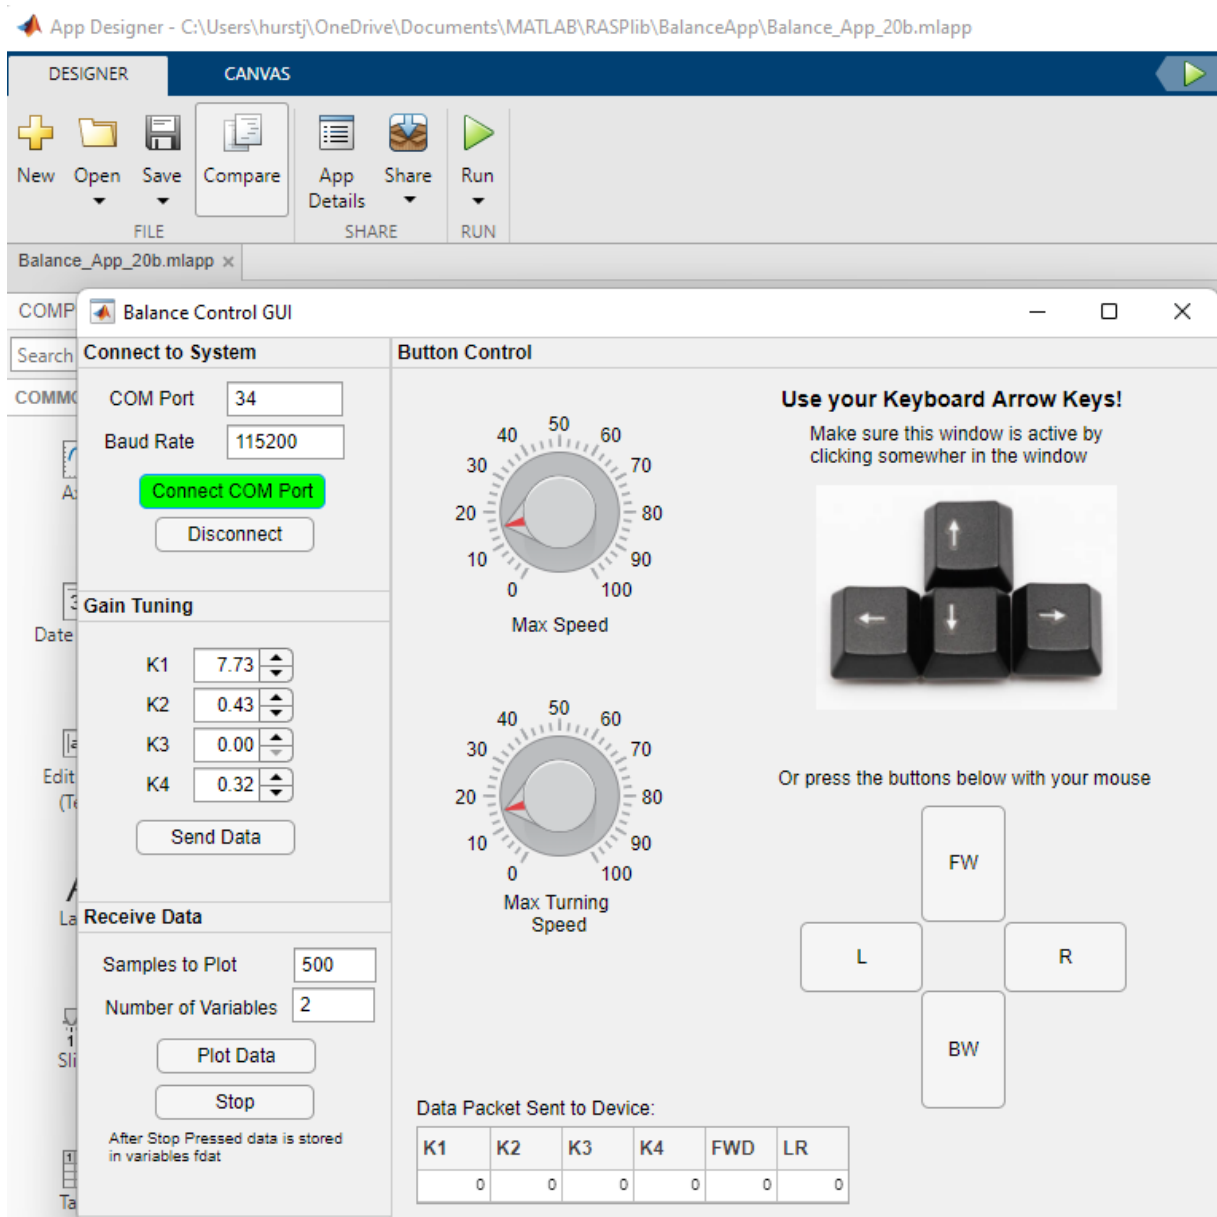 App Designer - C:\Users\hurstj\OneDrive\Documents\MATLAB\RASPlib\BalanceApp\Balance_App_20b.mlapp
DESIGNER CANVAS
New Open Save Compare App Details Share Run
FILE SHARE RUN
Balance_App_20b.mlapp ×
COMP
Search
COMMO
Date
Edit
Sli
Ta
Balance Control GUI
Connect to System
COM Port 34
Baud Rate 115200
Connect COM Port
Disconnect
Gain Tuning
K1 7.73
K2 0.43
K3 0.00
K4 0.32
Send Data
Receive Data
Samples to Plot 500
Number of Variables 2
Plot Data
Stop
After Stop Pressed data is stored
in variables fdat
Button Control
0 10 20 30 40 50 60 70 80 90 100
Max Speed
0 10 20 30 40 50 60 70 80 90 100
Max Turning
Speed
Use your Keyboard Arrow Keys!
Make sure this window is active by
clicking somewher in the window
Or press the buttons below with your mouse
FW
L R
BW
Data Packet Sent to Device:
K1 K2 K3 K4 FWD LR
0 0 0 0 0 0